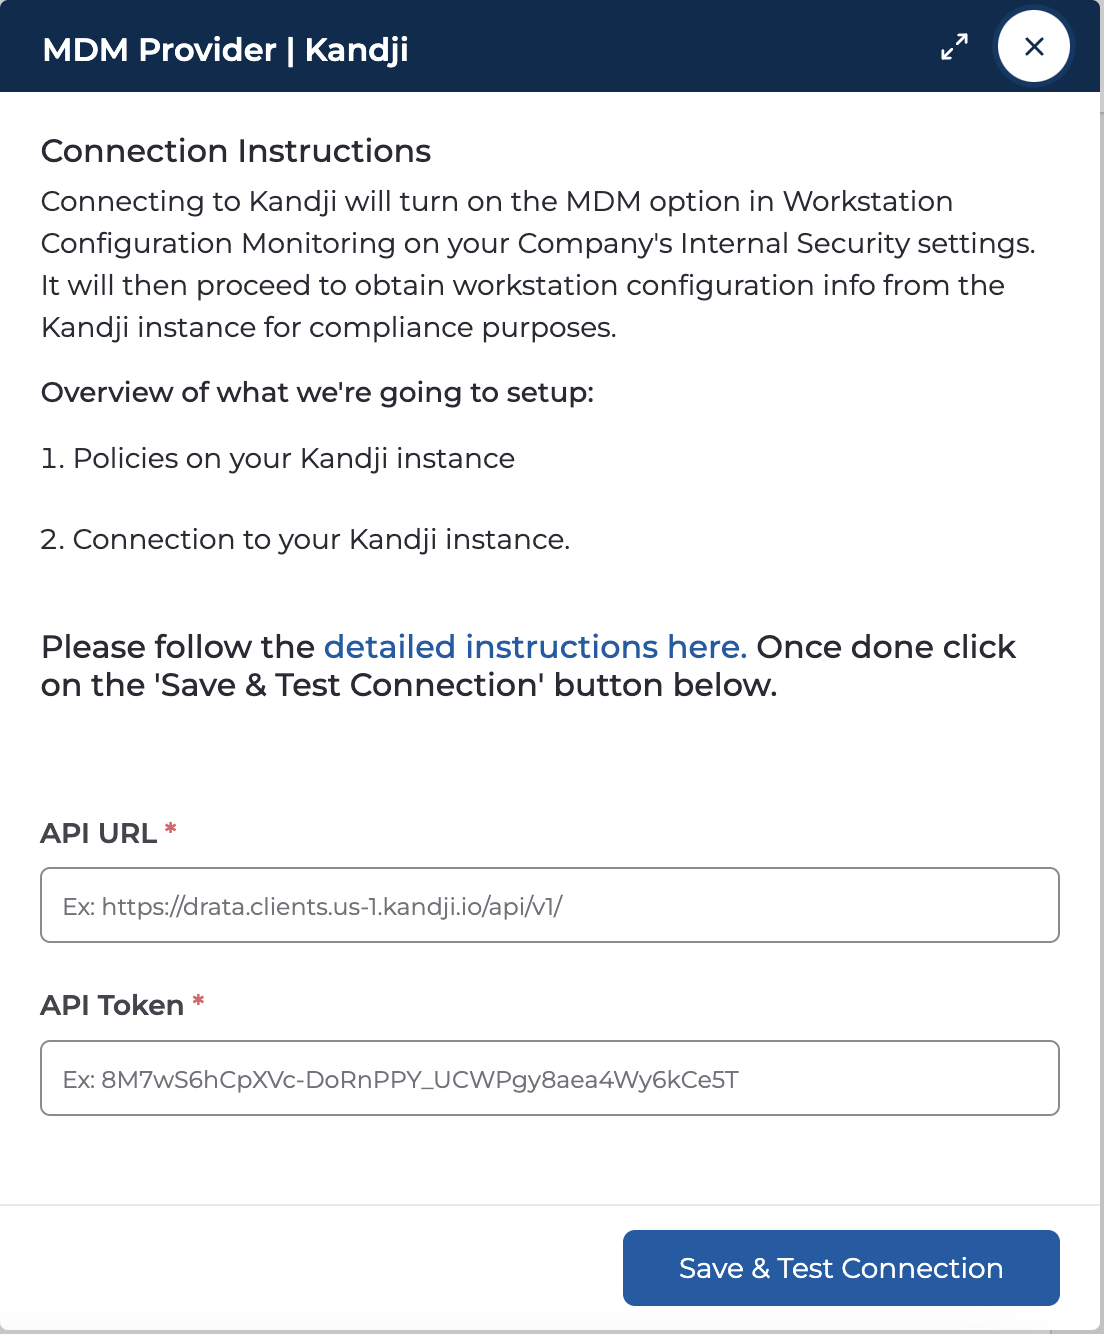 MDM Provider | Kandji
Connection Instructions
Connecting to Kandji will turn on the MDM option in Workstation
Configuration Monitoring on your Company's Internal Security settings.
It will then proceed to obtain workstation configuration info from the
Kandji instance for compliance purposes.
Overview of what we're going to setup:
1. Policies on your Kandji instance
2. Connection to your Kandji instance.
Please follow the detailed instructions here. Once done click
on the 'Save & Test Connection' button below.
API URL *
Ex: https://drata.clients.us-1.kandji.io/api/v1/
API Token *
Ex: 8M7wS6hCpXVc-DoRnPPY_UCWPgy8aea4Wy6kCe5T
Save & Test Connection